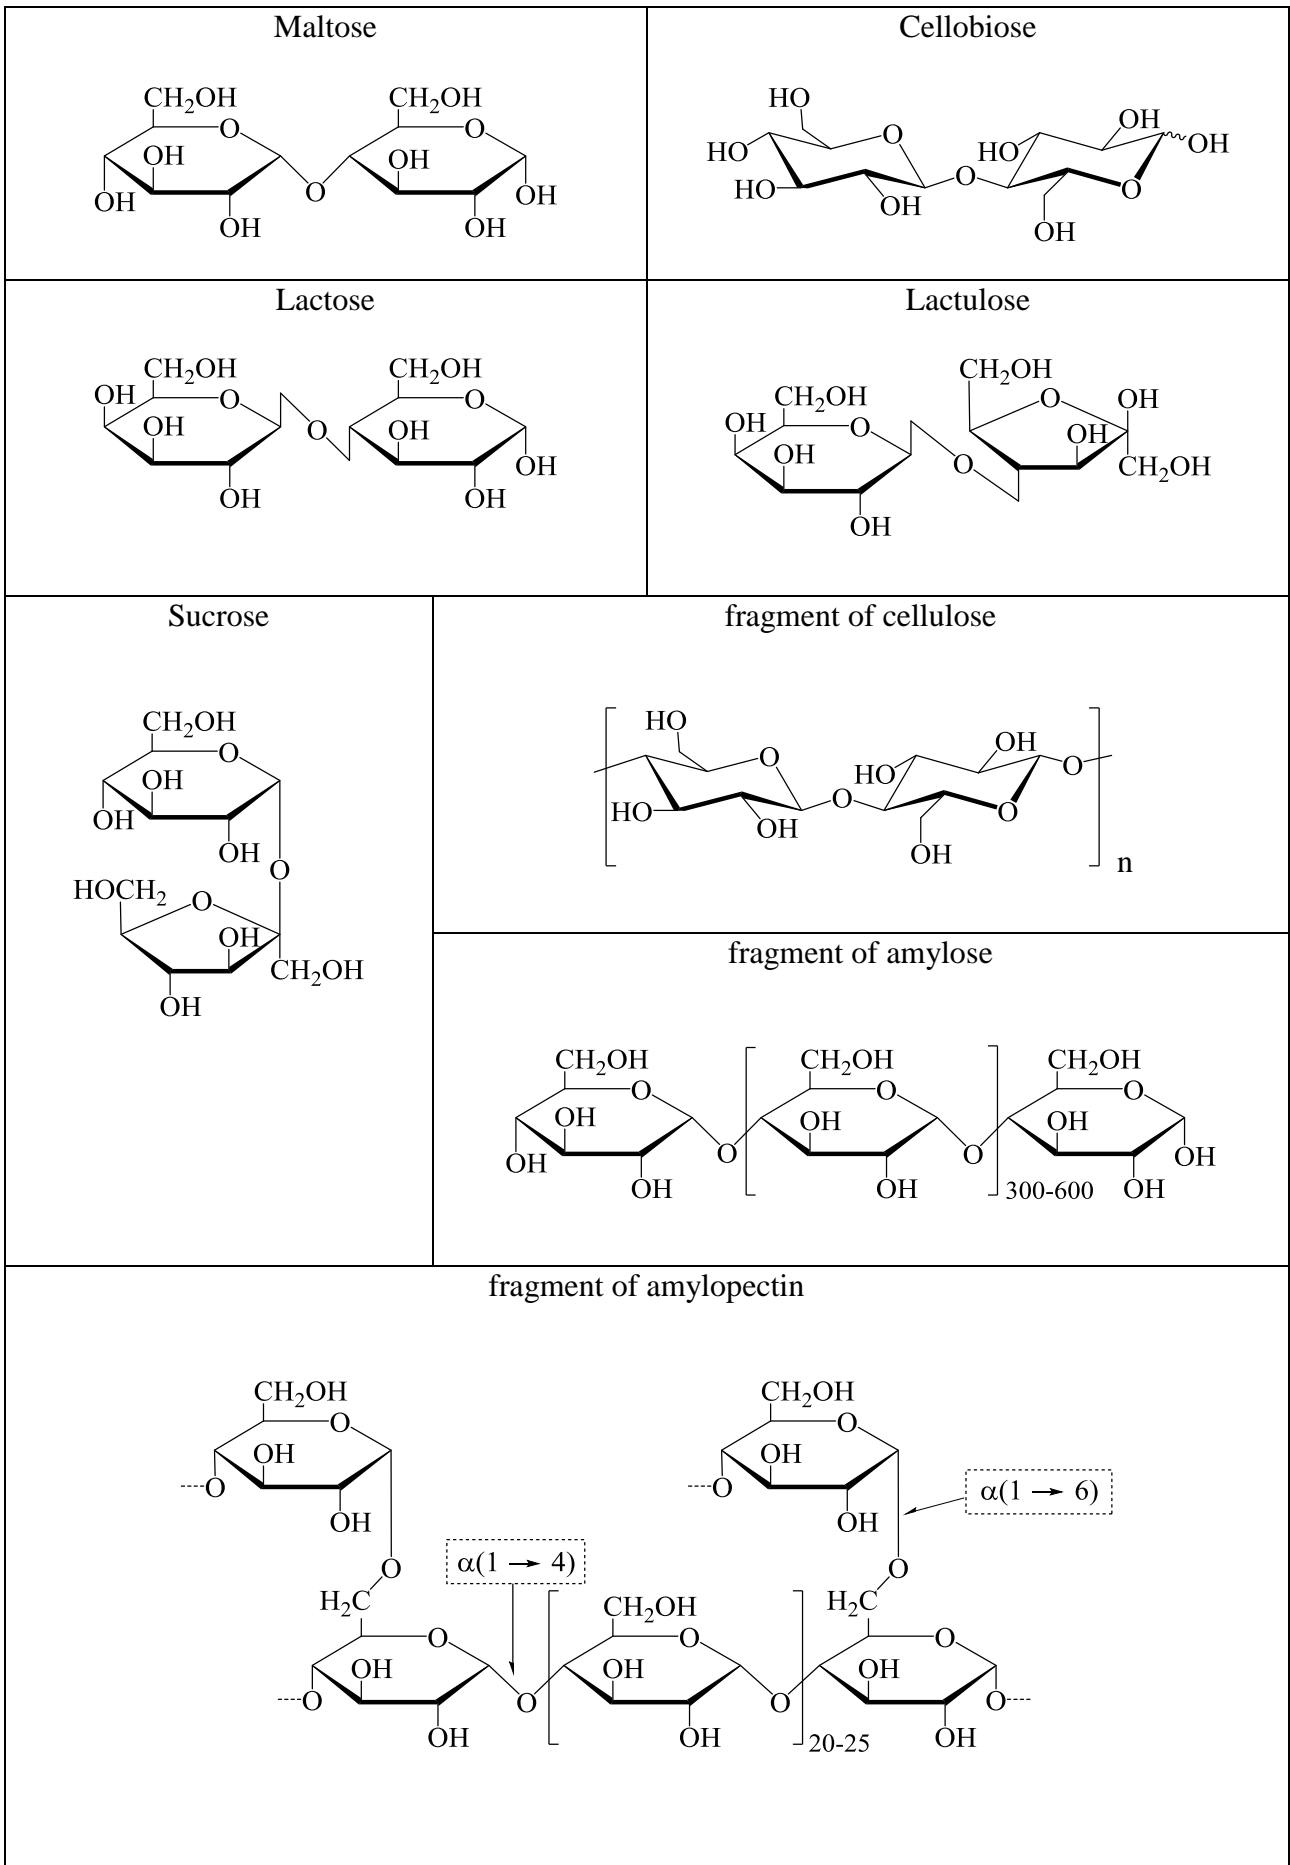 Maltose
CH2OH CH2OH
O O
OH OH
OH O OH
OH OH
Cellobiose
HO
O OH
HO HO OH
HO O O
OH
OH
Lactose
CH2OH CH2OH
OH O O
OH O OH
OH
OH OH
Lactulose
CH2OH
CH2OH O OH
OH O OH
OH O CH2OH
OH
Sucrose
CH2OH
O
OH
OH
OH
O
HOCH2
O
OH
CH2OH
OH
fragment of cellulose
HO
OH
O HO O
HO O O
OH
OH
n
fragment of amylose
CH2OH CH2OH CH2OH
O O O
OH OH OH
OH O O OH
OH OH 300-600 OH
fragment of amylopectin
CH2OH CH2OH
O O
OH OH
O O
OH OH
α(1 → 6)
α(1 → 4)
O O
H2C CH2OH H2C
O O O
OH OH OH
O O O O
OH OH OH
20-25